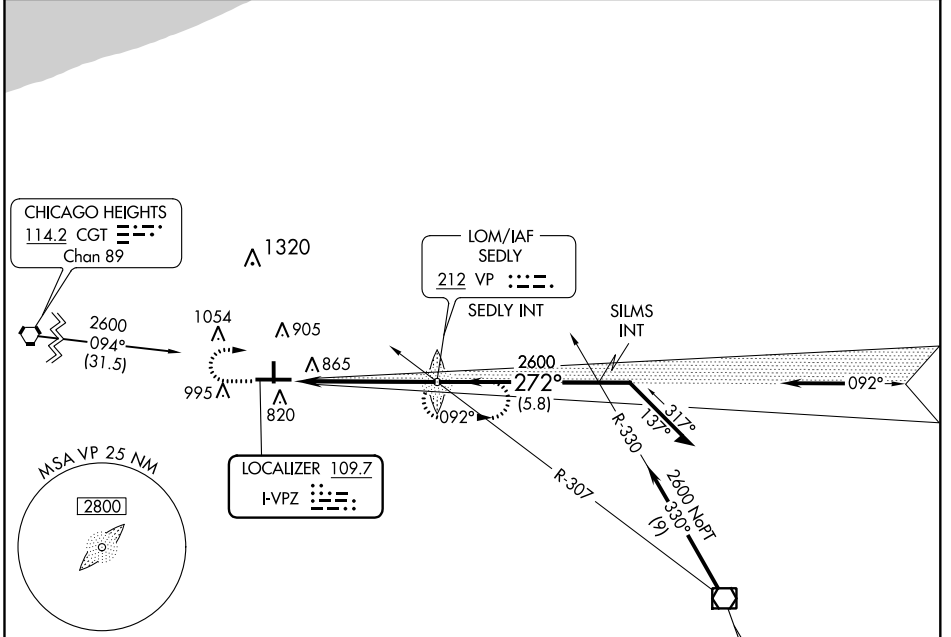 CHICAGO HEIGHTS
114.2 CGT
Chan 89
1320
LOM/IAF
SEDLY
212 VP
SEDLY INT
SILMS
INT
2600
094°
(31.5)
1054
905
865
995
820
2600
272°
(5.8)
092°
092°
317°
137°
R-330
R-307
2600 NoPT
330°
(9)
LOCALIZER 109.7
I-VPZ
MSA VP 25 NM
2800